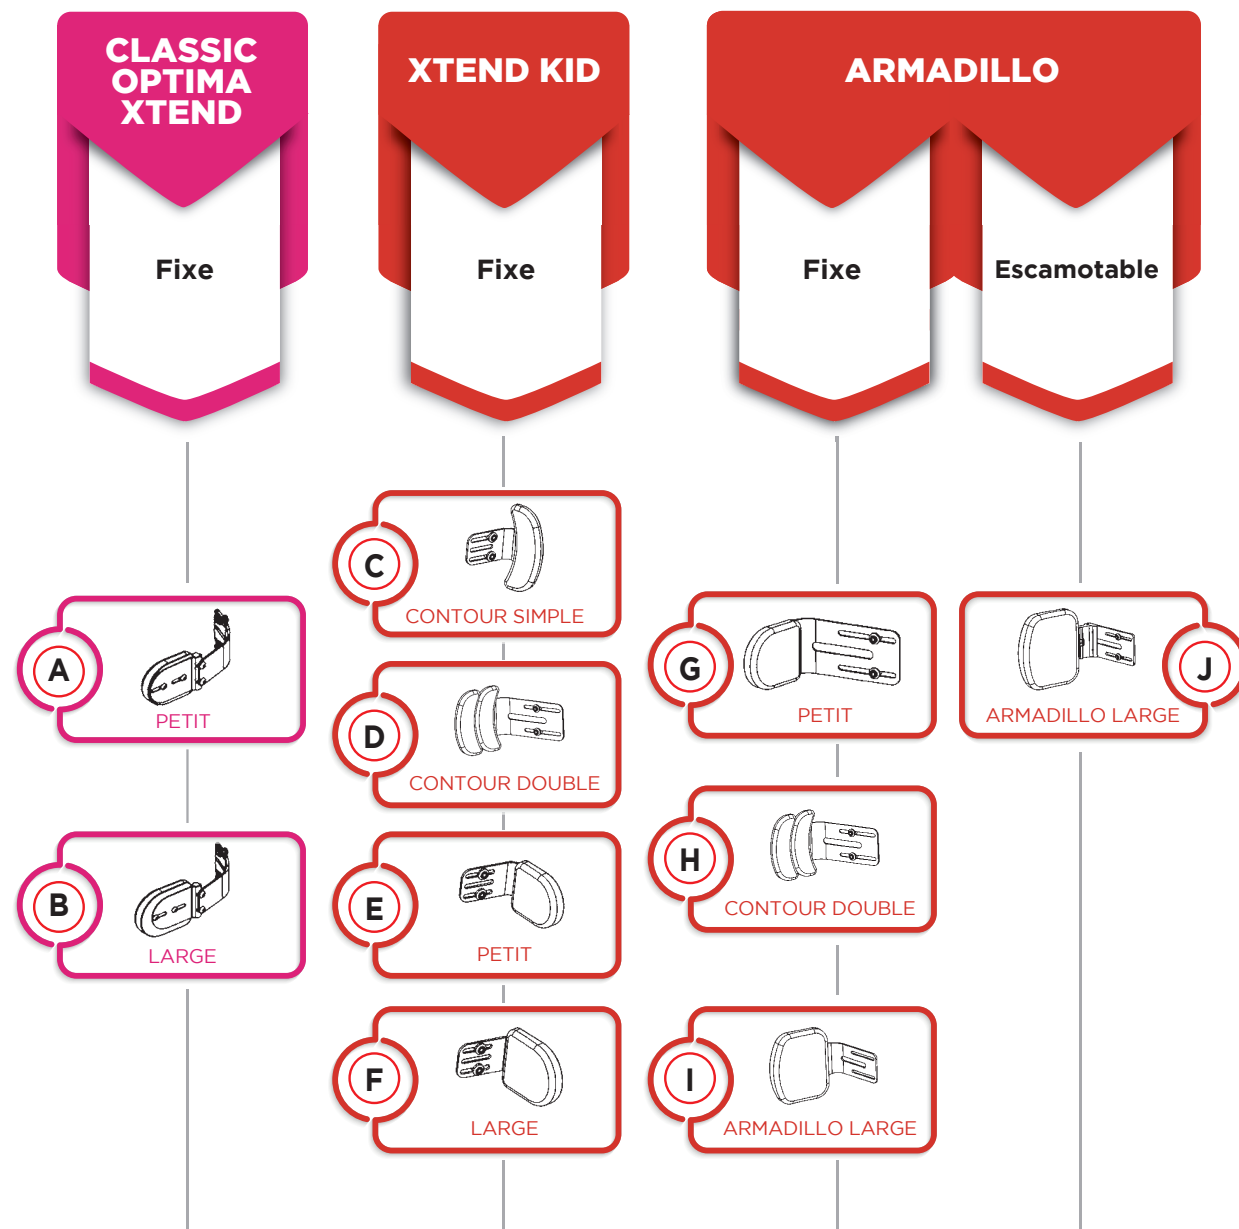 CLASSIC
OPTIMA
XTEND
Fixe
A
PETIT
B
LARGE
XTEND KID
Fixe
C
CONTOUR SIMPLE
D
CONTOUR DOUBLE
E
PETIT
F
LARGE
ARMADILLO
Fixe
G
PETIT
H
CONTOUR DOUBLE
I
ARMADILLO LARGE
Escamotable
J
ARMADILLO LARGE